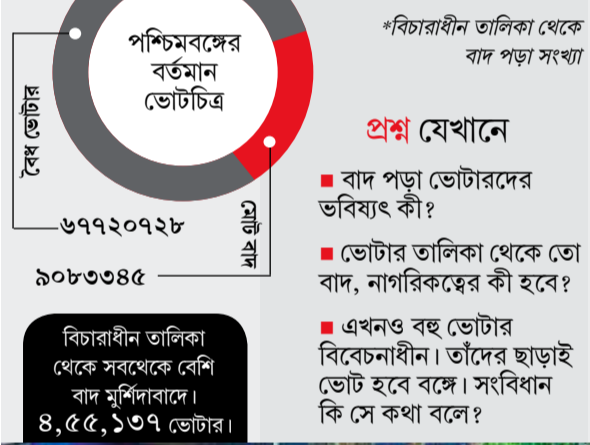 *বিচারাধীন তালিকা থেকে
বাদ পড়া সংখ্যা
পশ্চিমবঙ্গের
বর্তমান
ভোটচিত্র
বৈধ ভোটার
৬৭৭২০৭২৮
মোট বাদ
৯০৮৩৩৪৫
বিচারাধীন তালিকা
থেকে সবথেকে বেশি
বাদ মুর্শিদাবাদে।
৪,৫৫,১৩৭ ভোটার।
প্রশ্ন যেখানে
■ বাদ পড়া ভোটারদের
ভবিষ্যৎ কী?
■ ভোটার তালিকা থেকে তো
বাদ, নাগরিকত্বের কী হবে?
■ এখনও বহু ভোটার
বিবেচনাধীন। তাঁদের ছাড়াই
ভোট হবে বঙ্গে। সংবিধান
কি সে কথা বলে?